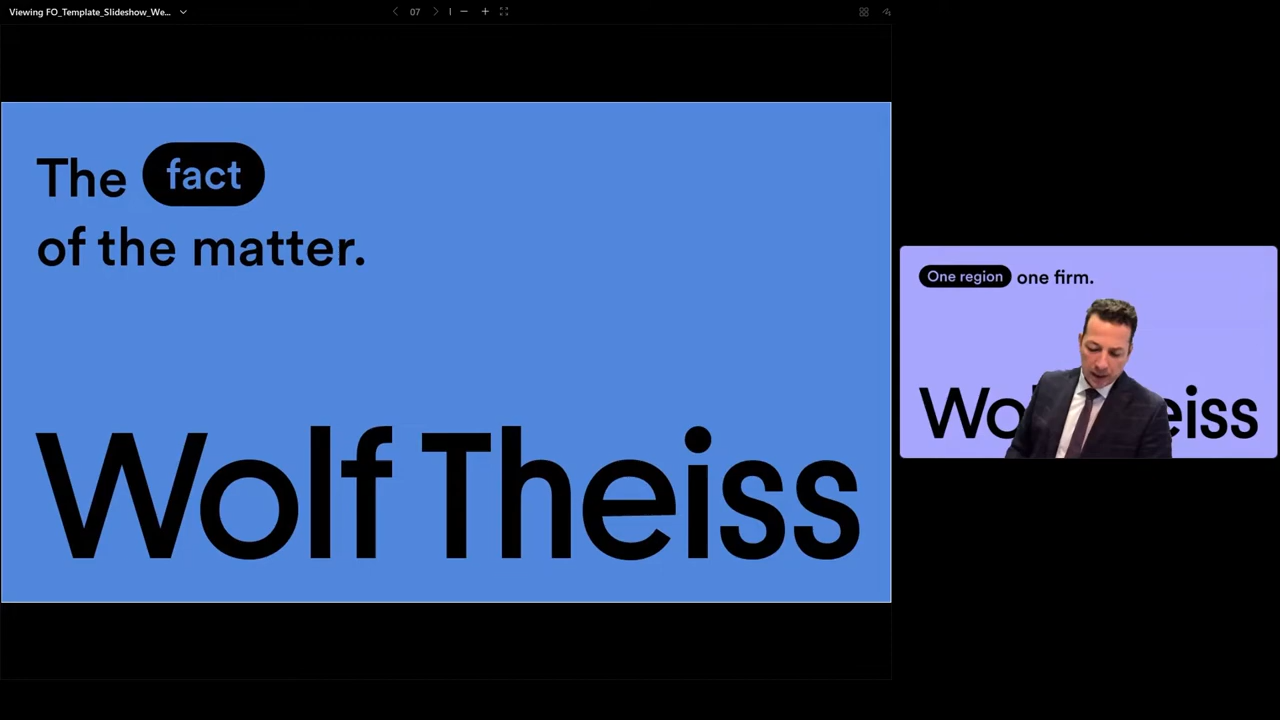 Viewing FO_Template_Slideshow_We...
07
The fact
of the matter.
Wolf Theiss
One region one firm.
Wo eiss